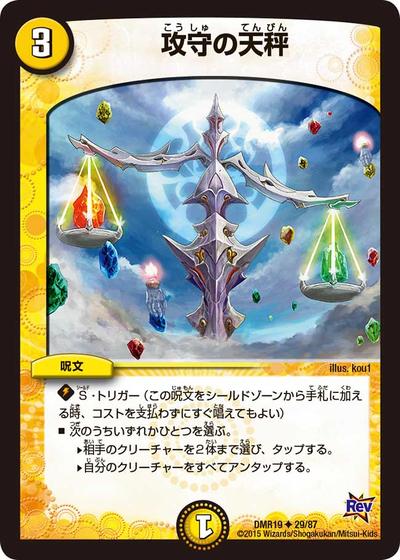 3
こうしゅ てんびん
攻守の天秤
呪文
illus. kou1
シールド
S・トリガー(この呪文をシールドゾーンから手札に加え
る時、コストを支払わずにすぐ唱えてもよい)
■ 次のうちいずれかひとつを選ぶ。
▶相手のクリーチャーを2体まで選び、タップする。
▶自分のクリーチャーをすべてアンタップする。
1
DMR19 ◆ 29/87
©2015 Wizards/Shogakukan/Mitsui-Kids
Rev